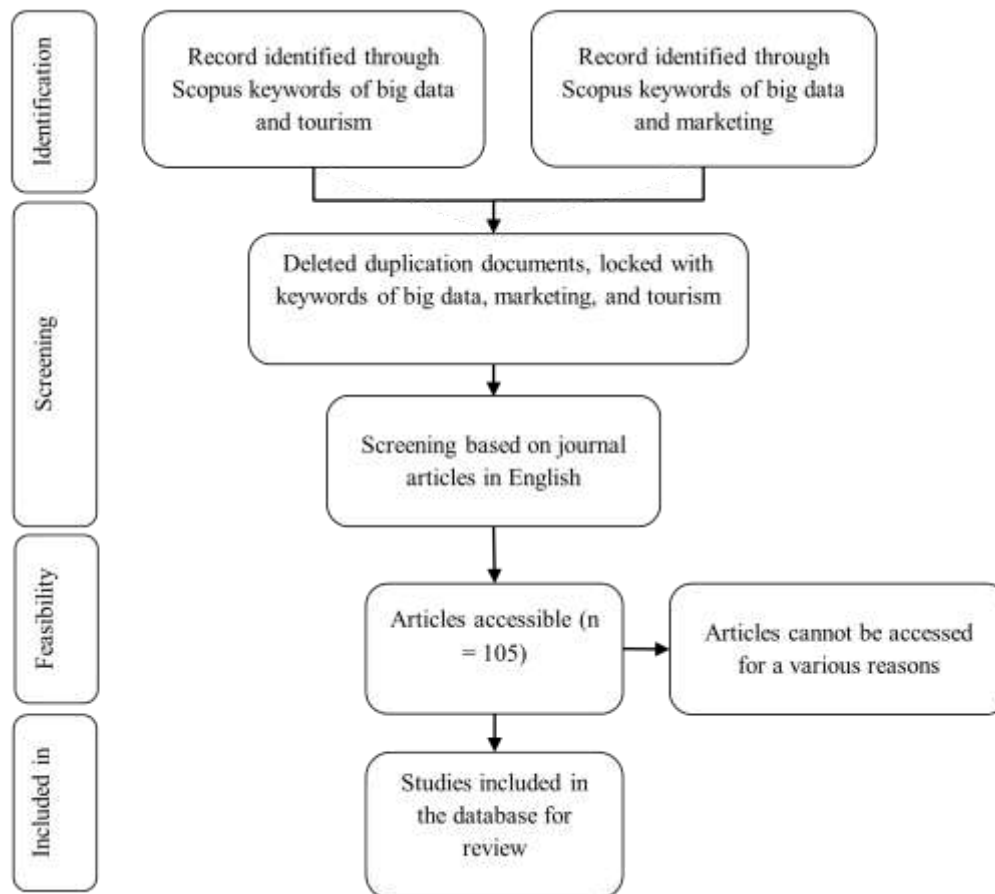 Identification
Record identified through
Scopus keywords of big data
and tourism
Record identified through
Scopus keywords of big data
and marketing
Screening
Deleted duplication documents, locked with
keywords of big data, marketing, and tourism
Screening based on journal
articles in English
Feasibility
Articles accessible (n
= 105)
Articles cannot be accessed
for a various reasons
Included in
Studies included in
the database for
review